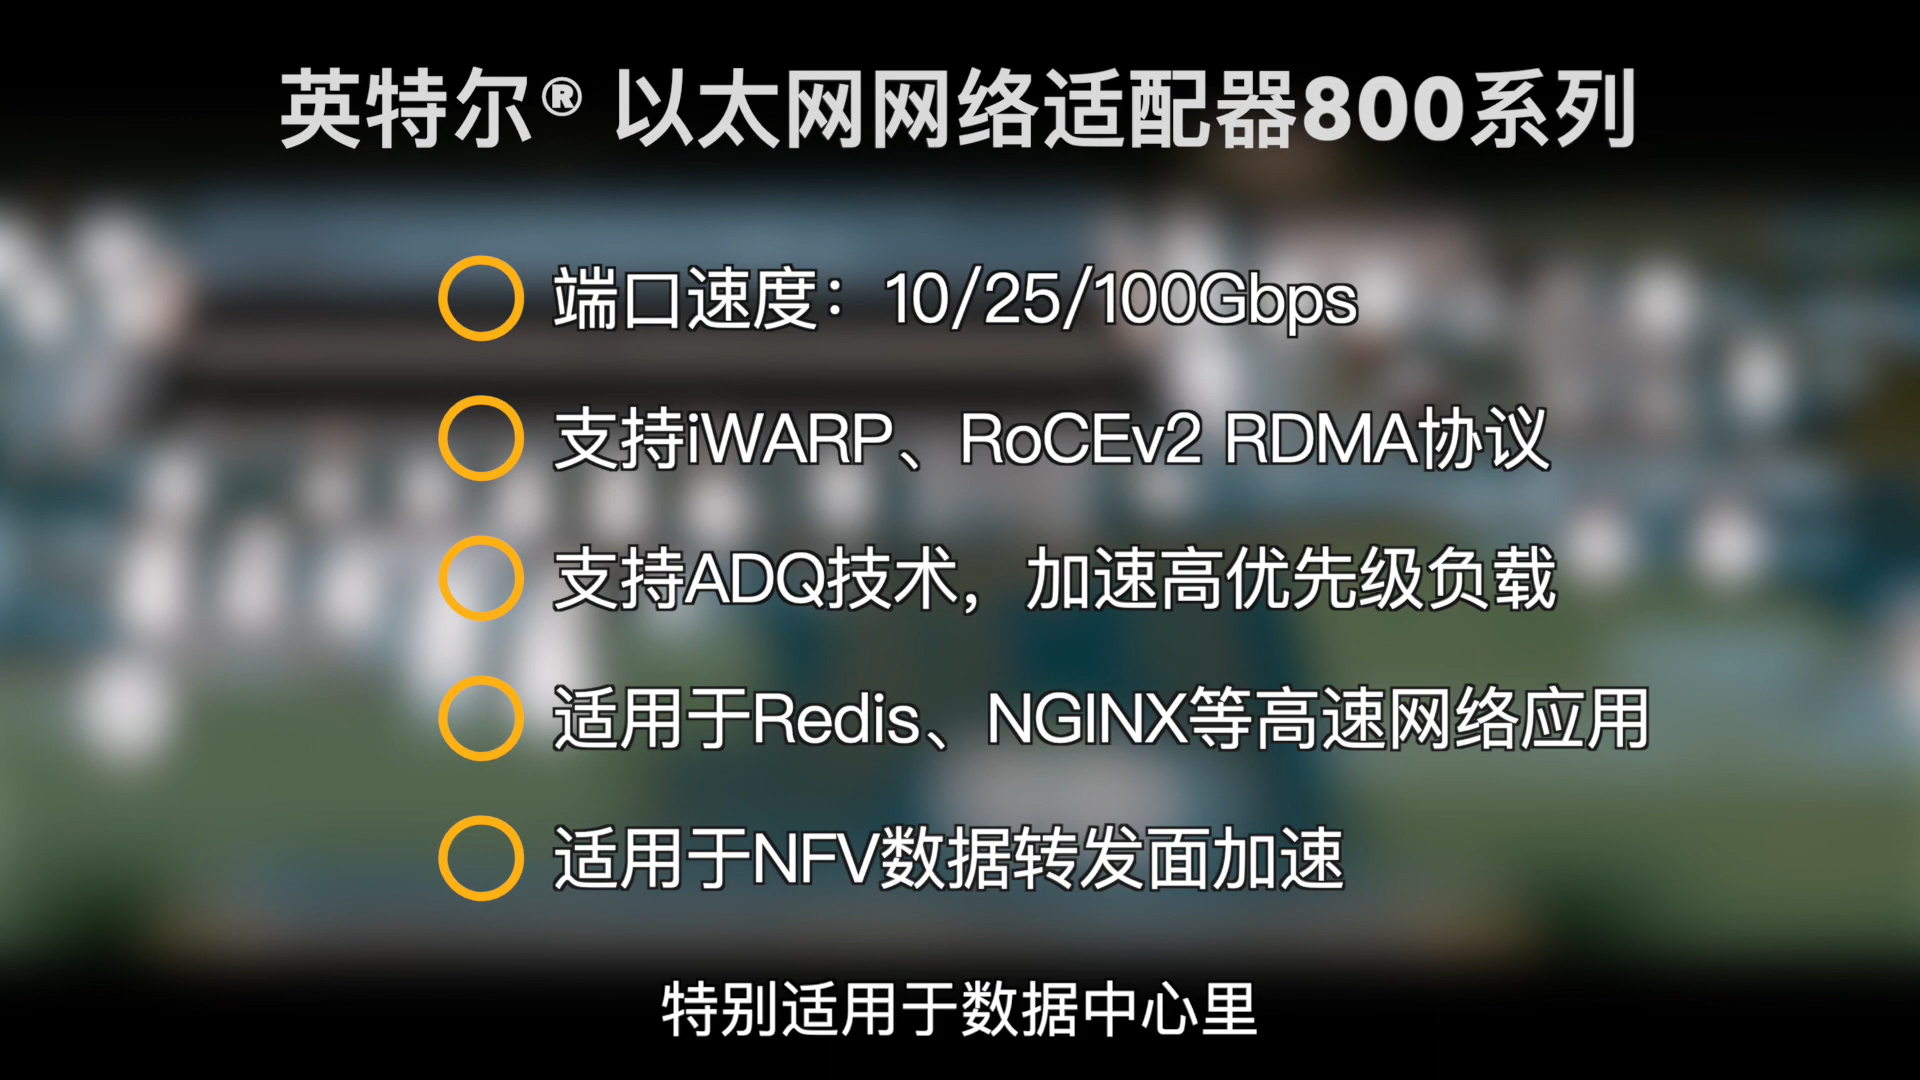 英特尔® 以太网网络适配器800系列
端口速度：10/25/100Gbps
支持iWARP、RoCEv2 RDMA协议
支持ADQ技术，加速高优先级负载
适用于Redis、NGINX等高速网络应用
适用于NFV数据转发面加速
特别适用于数据中心里